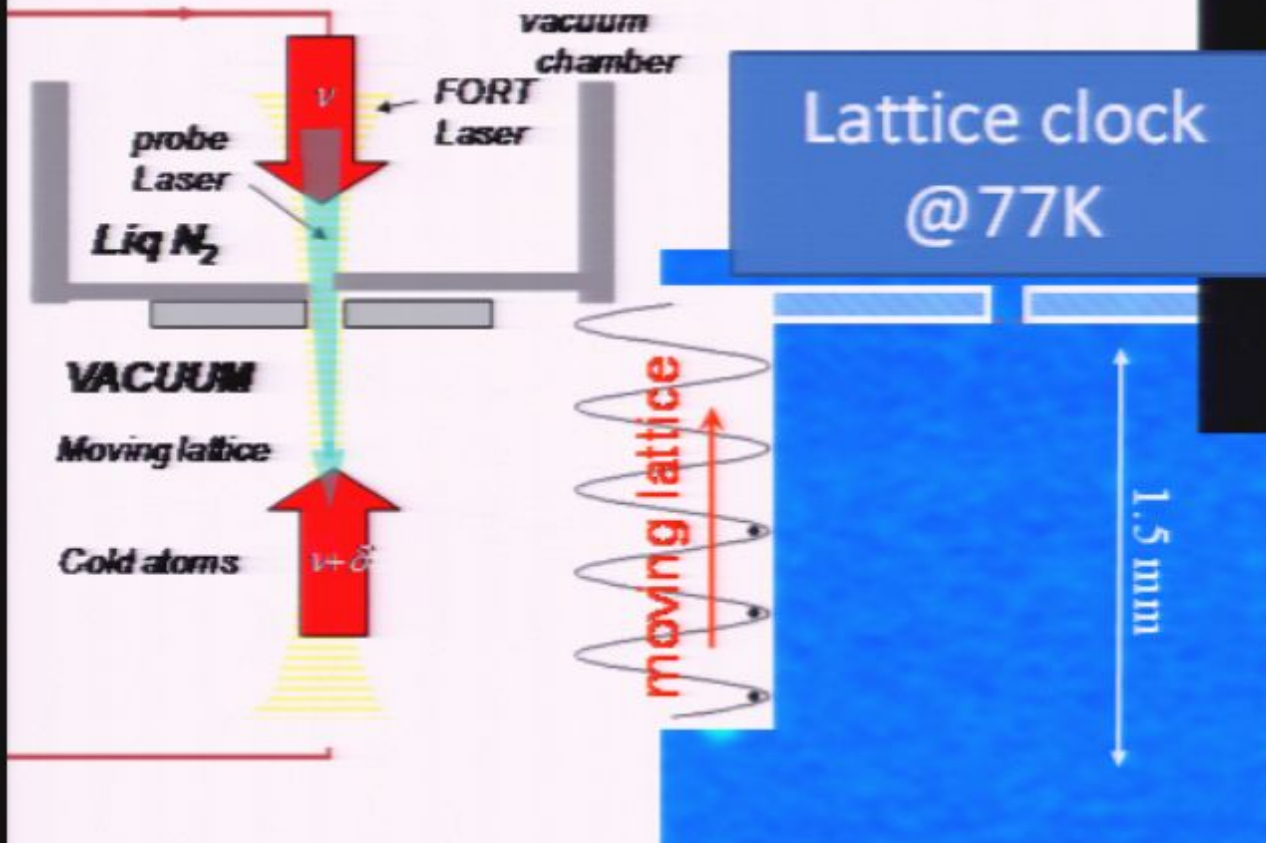 vacuum
chamber
ν
FORT
Laser
probe
Laser
Liq N₂
VACUUM
Moving lattice
Cold atoms
ν+ δ
moving lattice
Lattice clock
@77K
1.5 mm